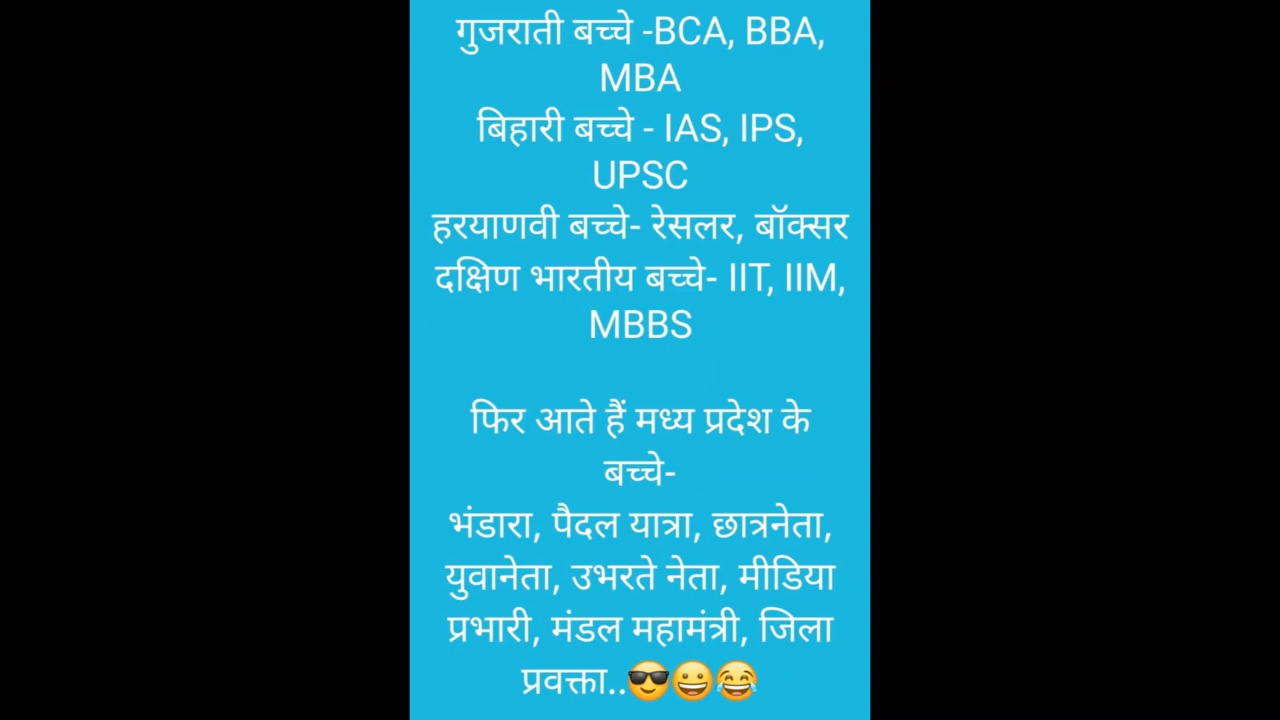 गुजराती बच्चे -BCA, BBA,
MBA
बिहारी बच्चे - IAS, IPS,
UPSC
हरयाणवी बच्चे- रेसलर, बॉक्सर
दक्षिण भारतीय बच्चे- IIT, IIM,
MBBS
फिर आते हैं मध्य प्रदेश के
बच्चे-
भंडारा, पैदल यात्रा, छात्रनेता,
युवानेता, उभरते नेता, मीडिया
प्रभारी, मंडल महामंत्री, जिला
प्रवक्ता..😎😀😂